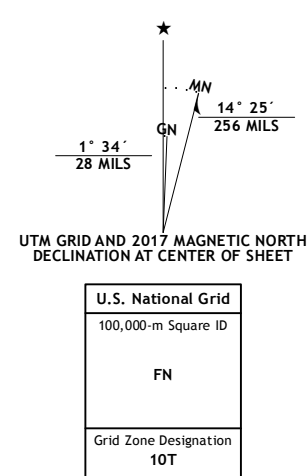 ★
MN
GN
14° 25´
256 MILS
1° 34´
28 MILS
UTM GRID AND 2017 MAGNETIC NORTH
DECLINATION AT CENTER OF SHEET
U.S. National Grid
100,000-m Square ID
FN
Grid Zone Designation
10T